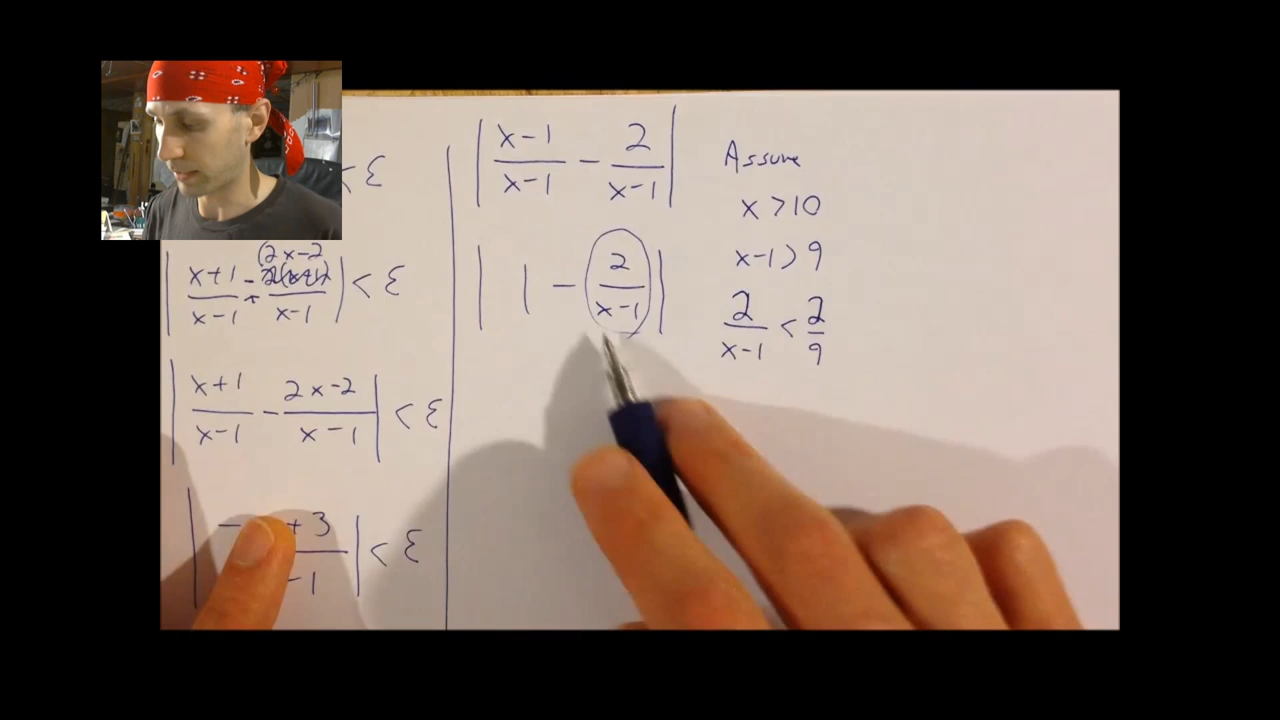 < ε
| x+1/x-1 - (2x-2/x-1 | < ε
| x+1/x-1 - 2x-2/x-1 | < ε
+3/-1 | < ε
| x-1/x-1 - 2/x-1 |
| 1 - 2/x-1 |
Assume
x > 10
x-1 > 9
2/x-1 < 2/9